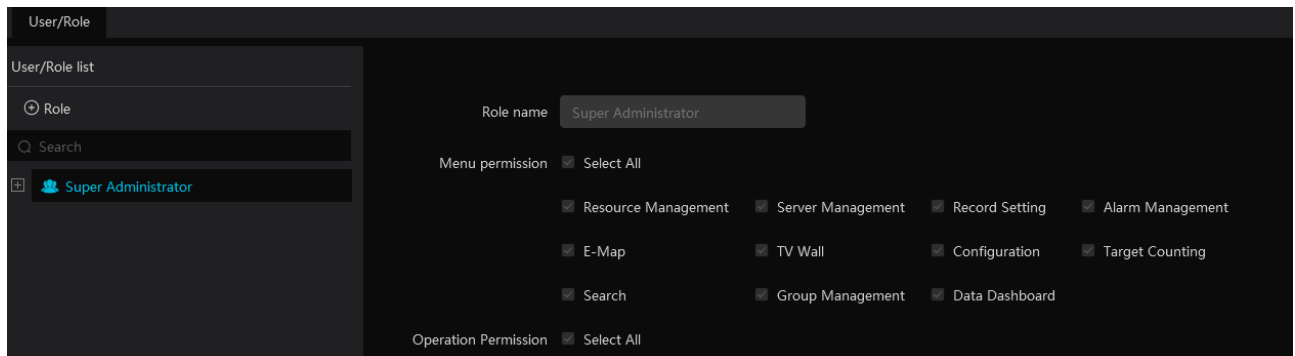 User/Role
User/Role list
Role
Search
Super Administrator
Role name Super Administrator
Menu permission Select All
Resource Management Server Management Record Setting Alarm Management
E-Map TV Wall Configuration Target Counting
Search Group Management Data Dashboard
Operation Permission Select All